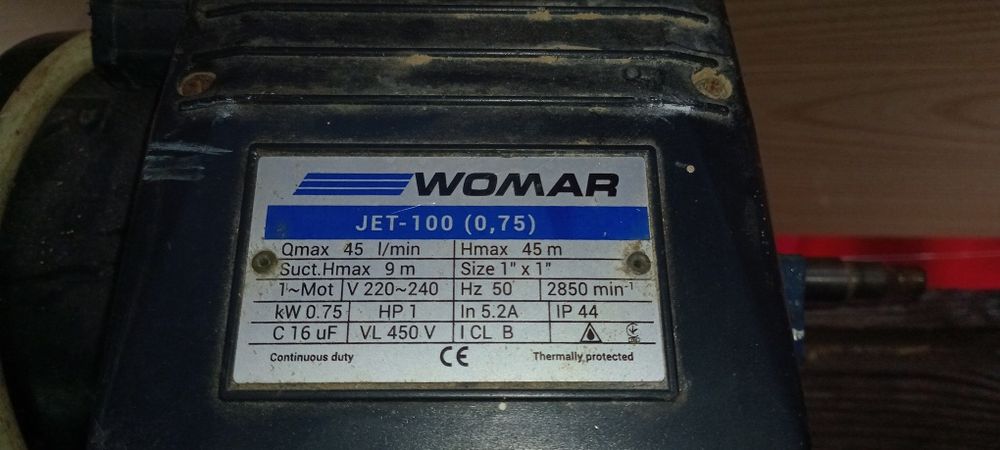 WOMAR
JET-100 (0,75)
Qmax 45 l/min Hmax 45 m
Suct.Hmax 9 m Size 1" x 1"
1~Mot V 220~240 Hz 50 2850 min-¹
kW 0.75 HP 1 In 5.2A IP 44
C 16 uF VL 450 V I CL B
Continuous duty CE Thermally protected